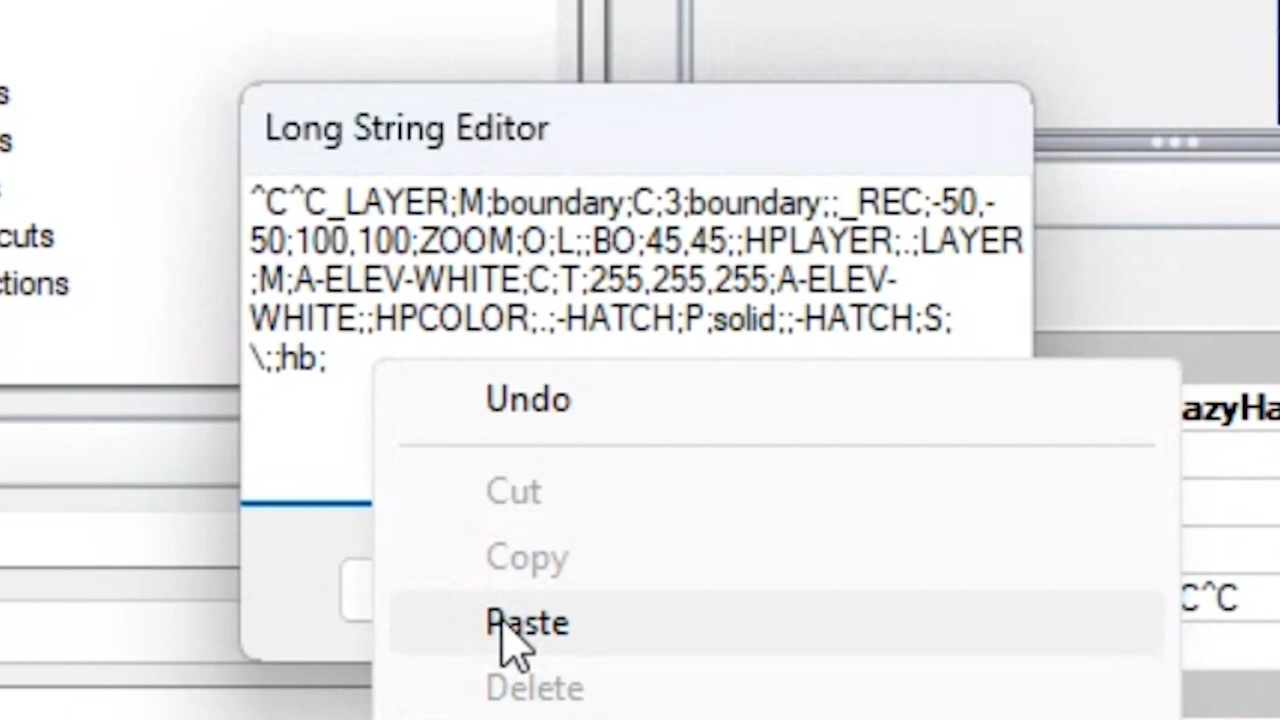 s
s
s
cuts
ctions
Long String Editor
^C^C_LAYER;M;boundary;C;3;boundary;;_REC;-50,-
50;100,100;ZOOM;O;L;;BO;45,45;;HPLAYER;.;LAYER
;M;A-ELEV-WHITE;C;T;255,255,255;A-ELEV-
WHITE;;HPCOLOR;.;-HATCH;P;solid;;-HATCH;S;
\;;hb;
Undo
Cut
Copy
Paste
Delete
azyHa
C^C